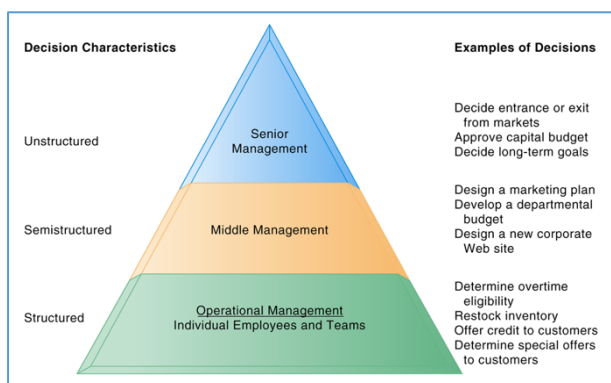 Decision Characteristics
Examples of Decisions
Unstructured
Senior
Management
Decide entrance or exit
from markets
Approve capital budget
Decide long-term goals
Semistructured
Middle Management
Design a marketing plan
Develop a departmental
budget
Design a new corporate
Web site
Structured
Operational Management
Individual Employees and Teams
Determine overtime
eligibility
Restock inventory
Offer credit to customers
Determine special offers
to customers